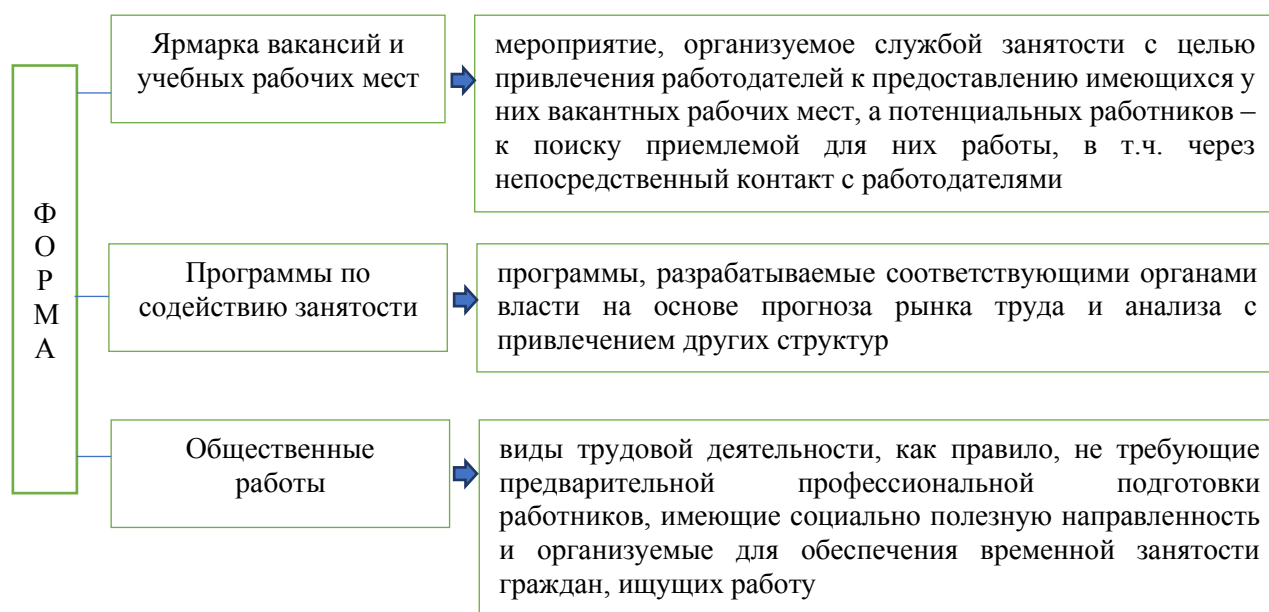 ФОРМА
Ярмарка вакансий и
учебных рабочих мест
мероприятие, организуемое службой занятости с целью
привлечения работодателей к предоставлению имеющихся у
них вакантных рабочих мест, а потенциальных работников –
к поиску приемлемой для них работы, в т.ч. через
непосредственный контакт с работодателями
Программы по
содействию занятости
программы, разрабатываемые соответствующими органами
власти на основе прогноза рынка труда и анализа с
привлечением других структур
Общественные
работы
виды трудовой деятельности, как правило, не требующие
предварительной профессиональной подготовки
работников, имеющие социально полезную направленность
и организуемые для обеспечения временной занятости
граждан, ищущих работу